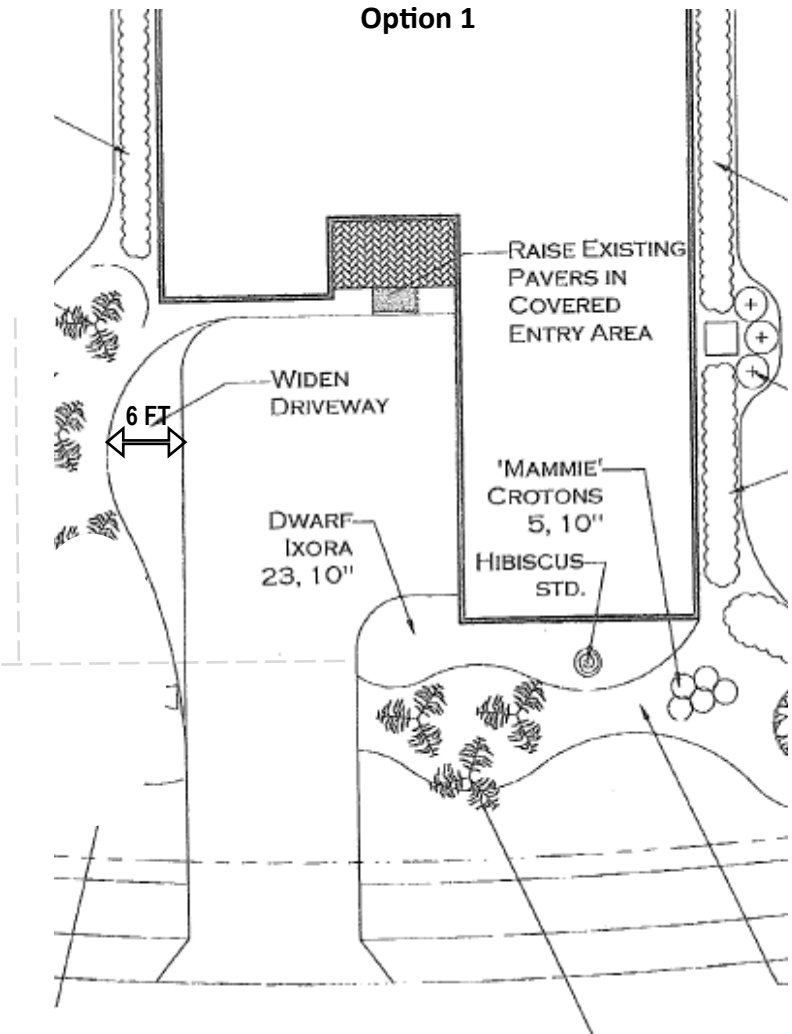 Option 1
RAISE EXISTING
PAVERS IN
COVERED
ENTRY AREA
WIDEN
DRIVEWAY
6 FT
'MAMMIE'
CROTONS
5, 10"
DWARF
IXORA
23, 10"
HIBISCUS
STD.